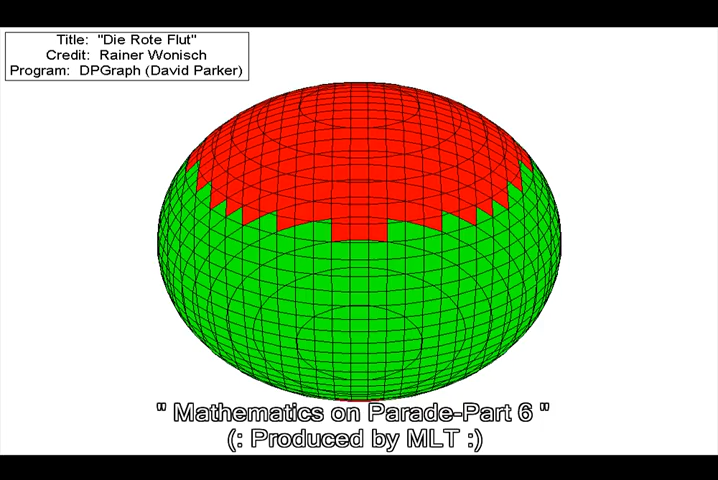 Title:  "Die Rote Flut"
Credit:  Rainer Wonisch
Program:  DPGraph (David Parker)
" Mathematics on Parade-Part 6 "
(: Produced by MLT :)